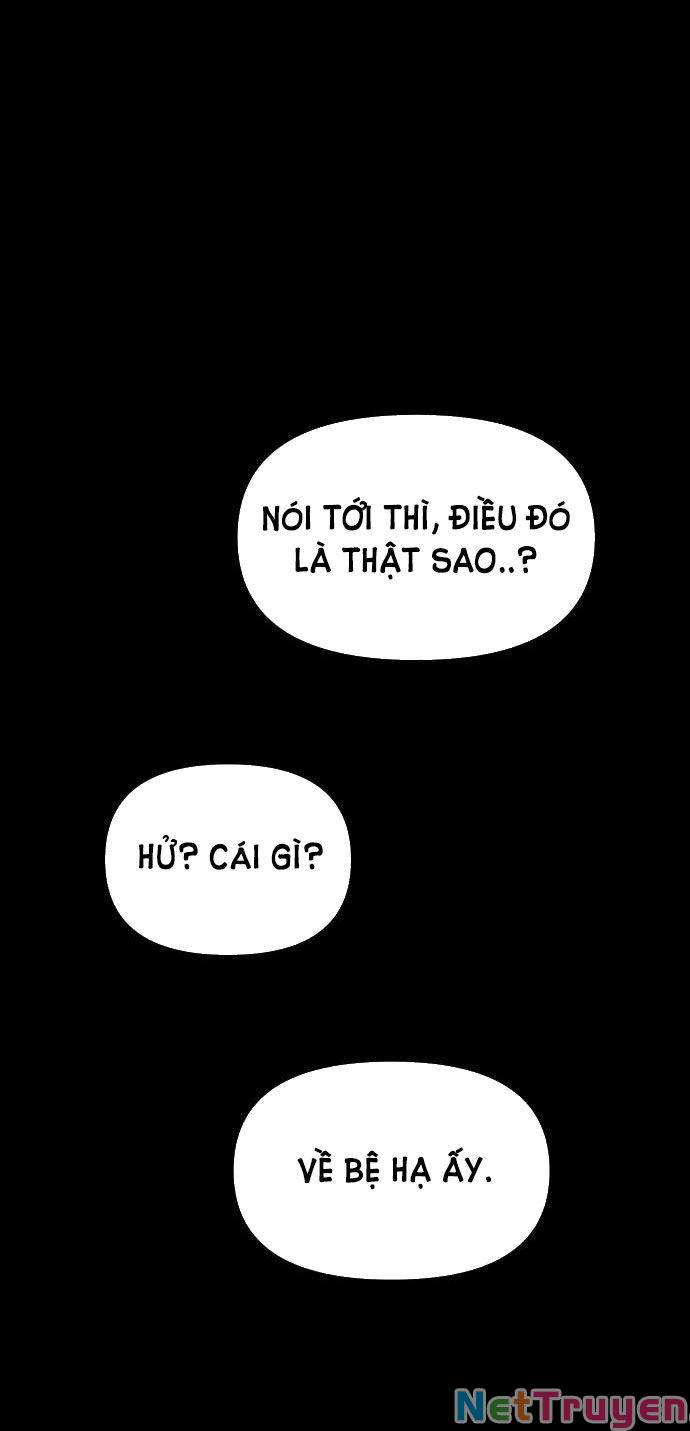 NÓI TỚI THÌ, ĐIỀU ĐÓ
LÀ THẬT SAO..?
HỬ? CÁI GÌ?
VỀ BỆ HẠ ẤY.
NetTruyen